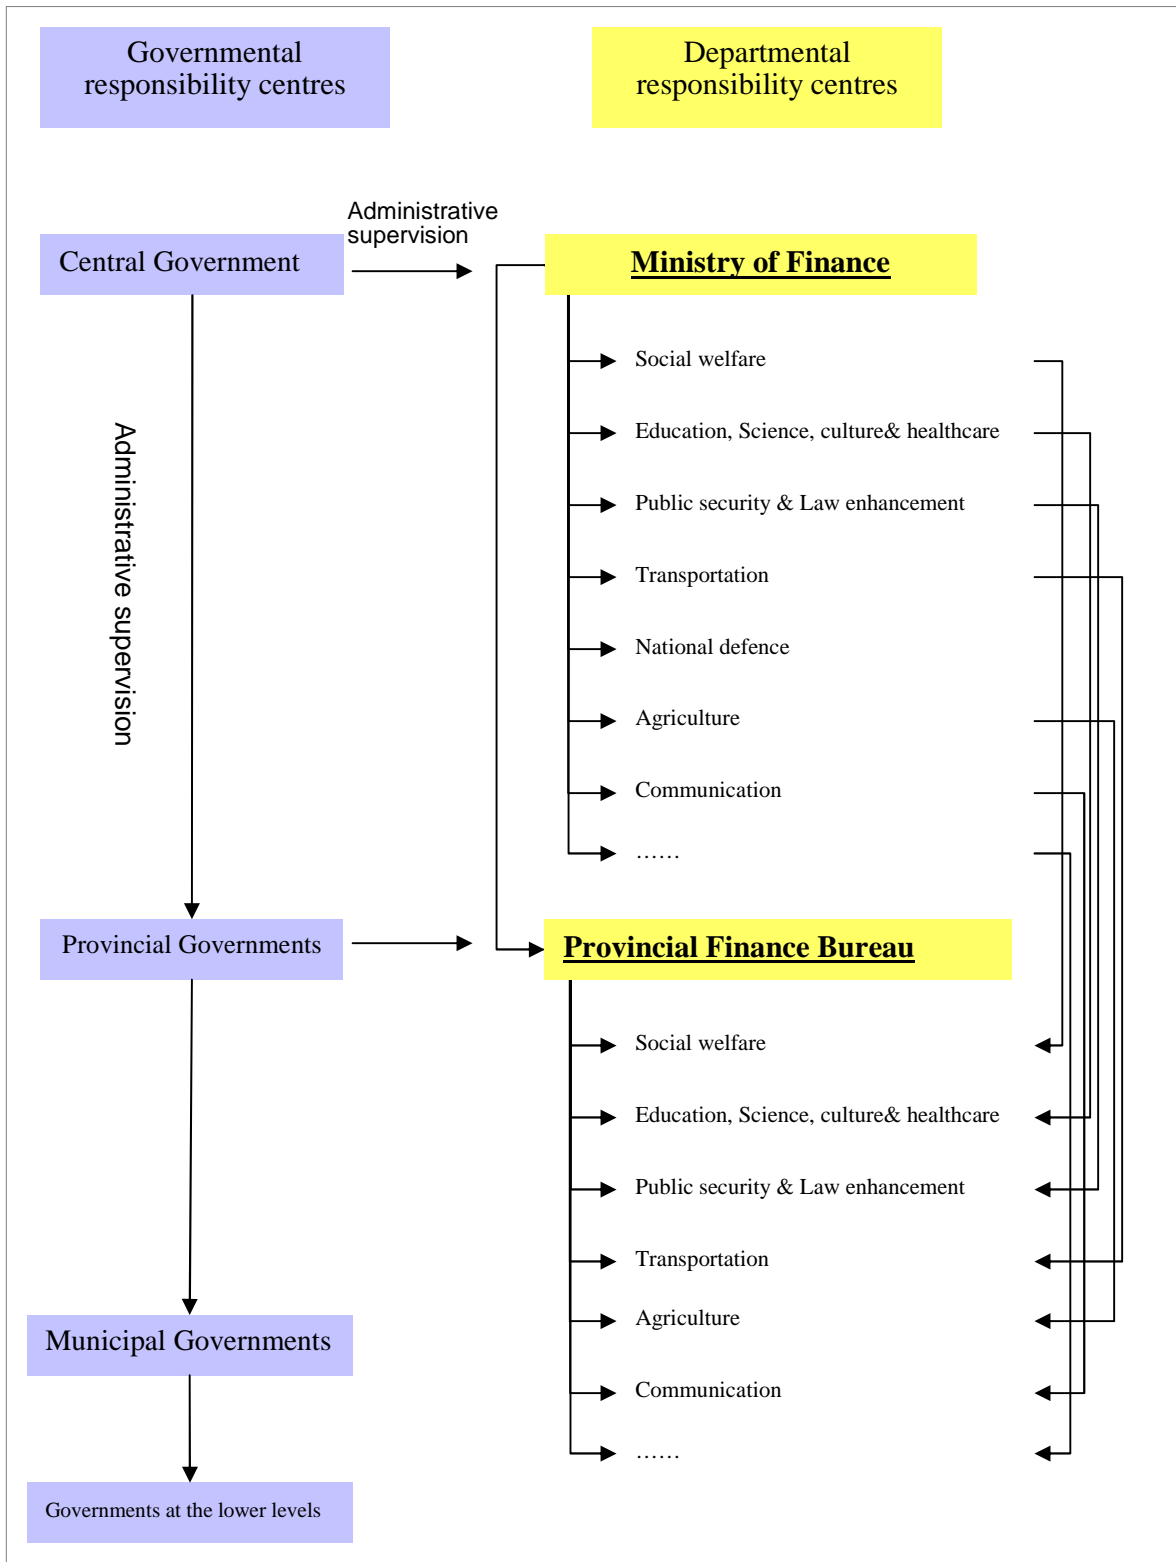 Governmental
responsibility centres
Departmental
responsibility centres
Administrative
supervision
Central Government
Ministry of Finance
Social welfare
Education, Science, culture& healthcare
Public security & Law enhancement
Transportation
National defence
Agriculture
Communication
……
Administrative supervision
Provincial Governments
Provincial Finance Bureau
Social welfare
Education, Science, culture& healthcare
Public security & Law enhancement
Transportation
Agriculture
Communication
……
Municipal Governments
Governments at the lower levels